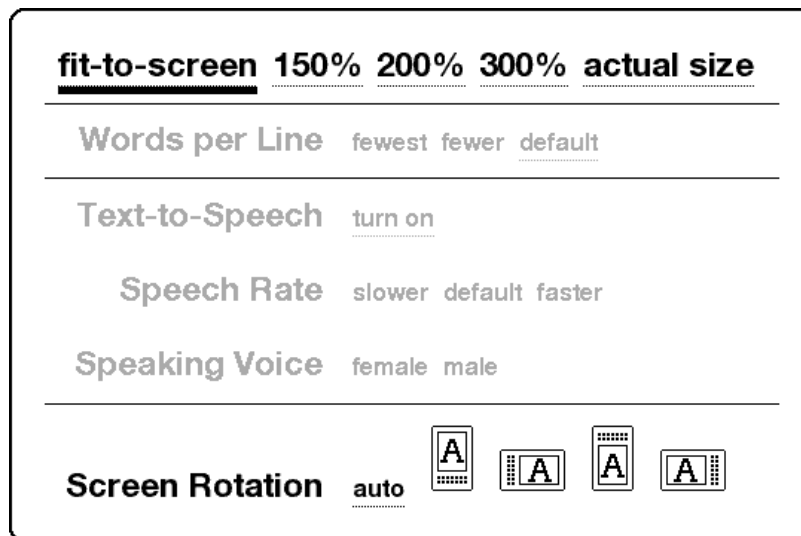 fit-to-screen 150% 200% 300% actual size
Words per Line fewest fewer default
Text-to-Speech turn on
Speech Rate slower default faster
Speaking Voice female male
A A A A
Screen Rotation auto